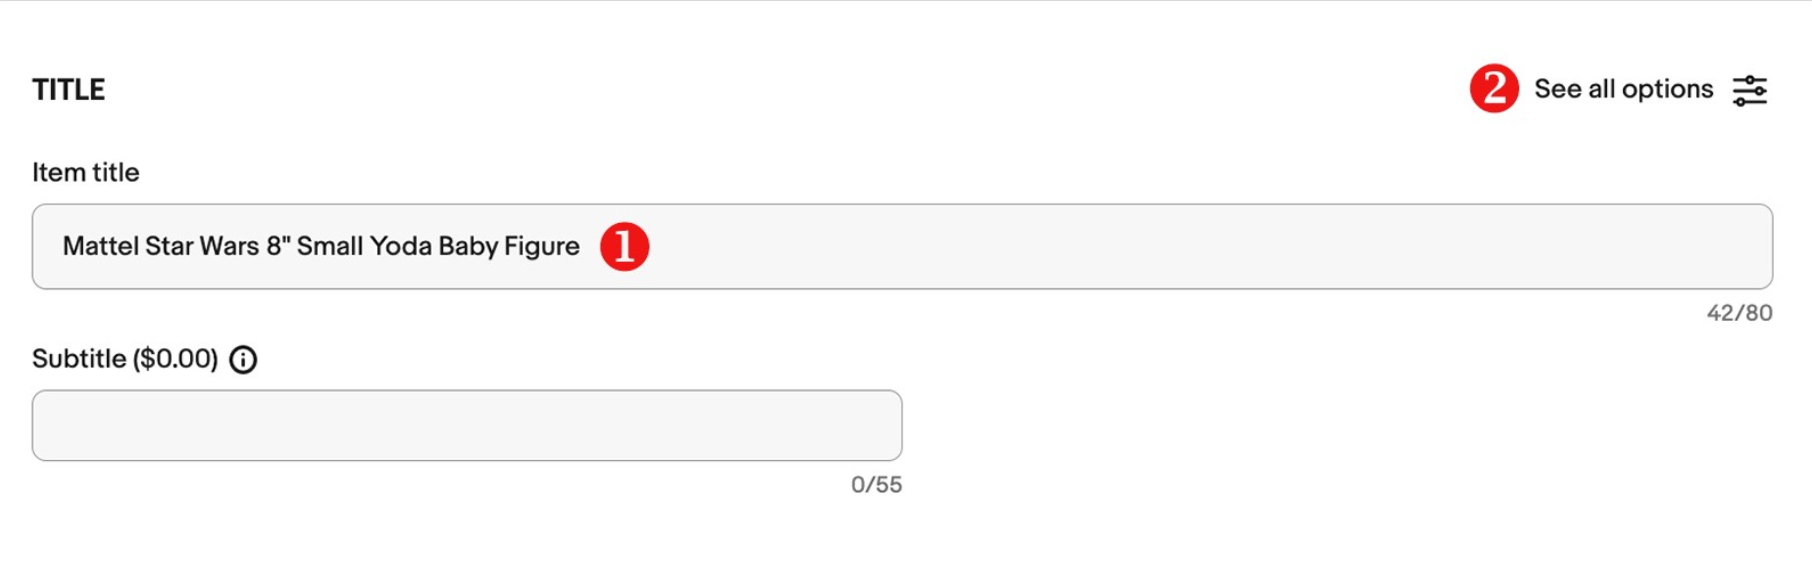 TITLE
2 See all options
Item title
Mattel Star Wars 8" Small Yoda Baby Figure 1
42/80
Subtitle ($0.00)
0/55